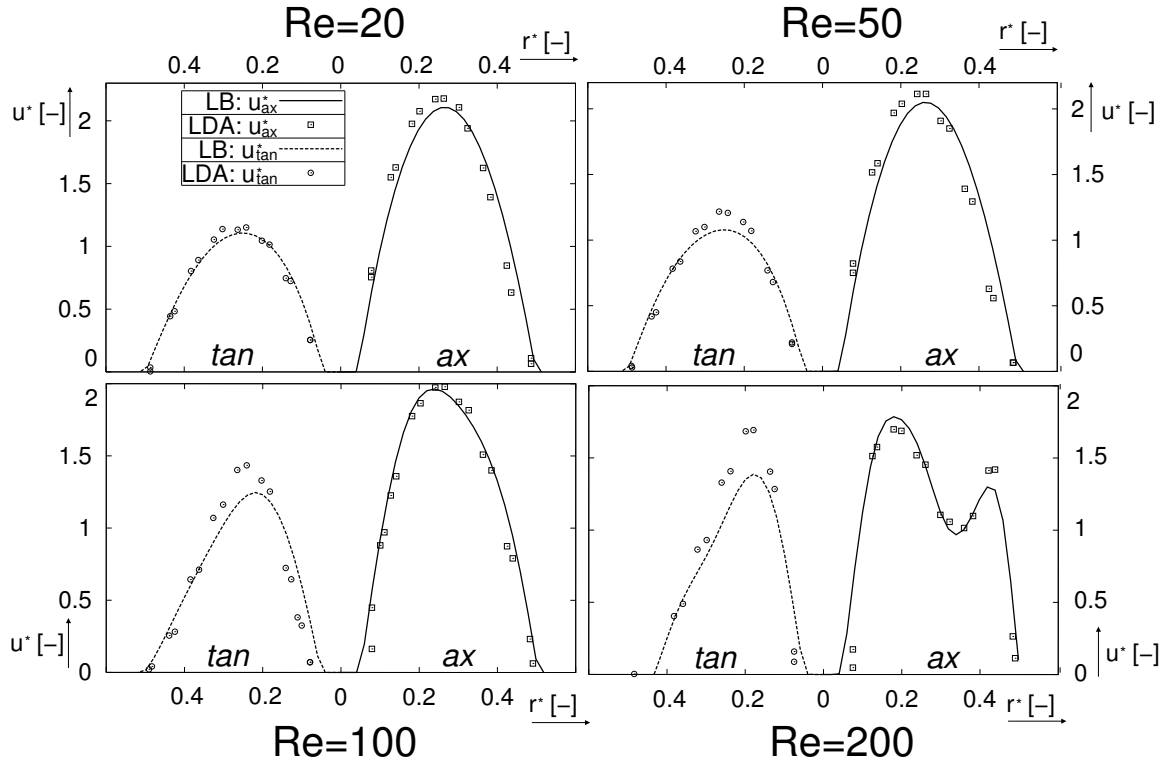 Re=20
Re=50
r* [–]
r* [–]
0.4 0.2 0 0.2 0.4
0.4 0.2 0 0.2 0.4
u* [–]
2
1.5
1
0.5
0
LB: u*ax
LDA: u*ax
LB: u*tan
LDA: u*tan
tan
ax
u* [–]
2
1.5
1
0.5
0
tan
ax
2
1.5
1
0.5
u* [–]
0
tan
ax
2
1.5
1
0.5
u* [–]
0
tan
ax
0.4 0.2 0 0.2 0.4
r* [–]
0.4 0.2 0 0.2 0.4
r* [–]
Re=100
Re=200